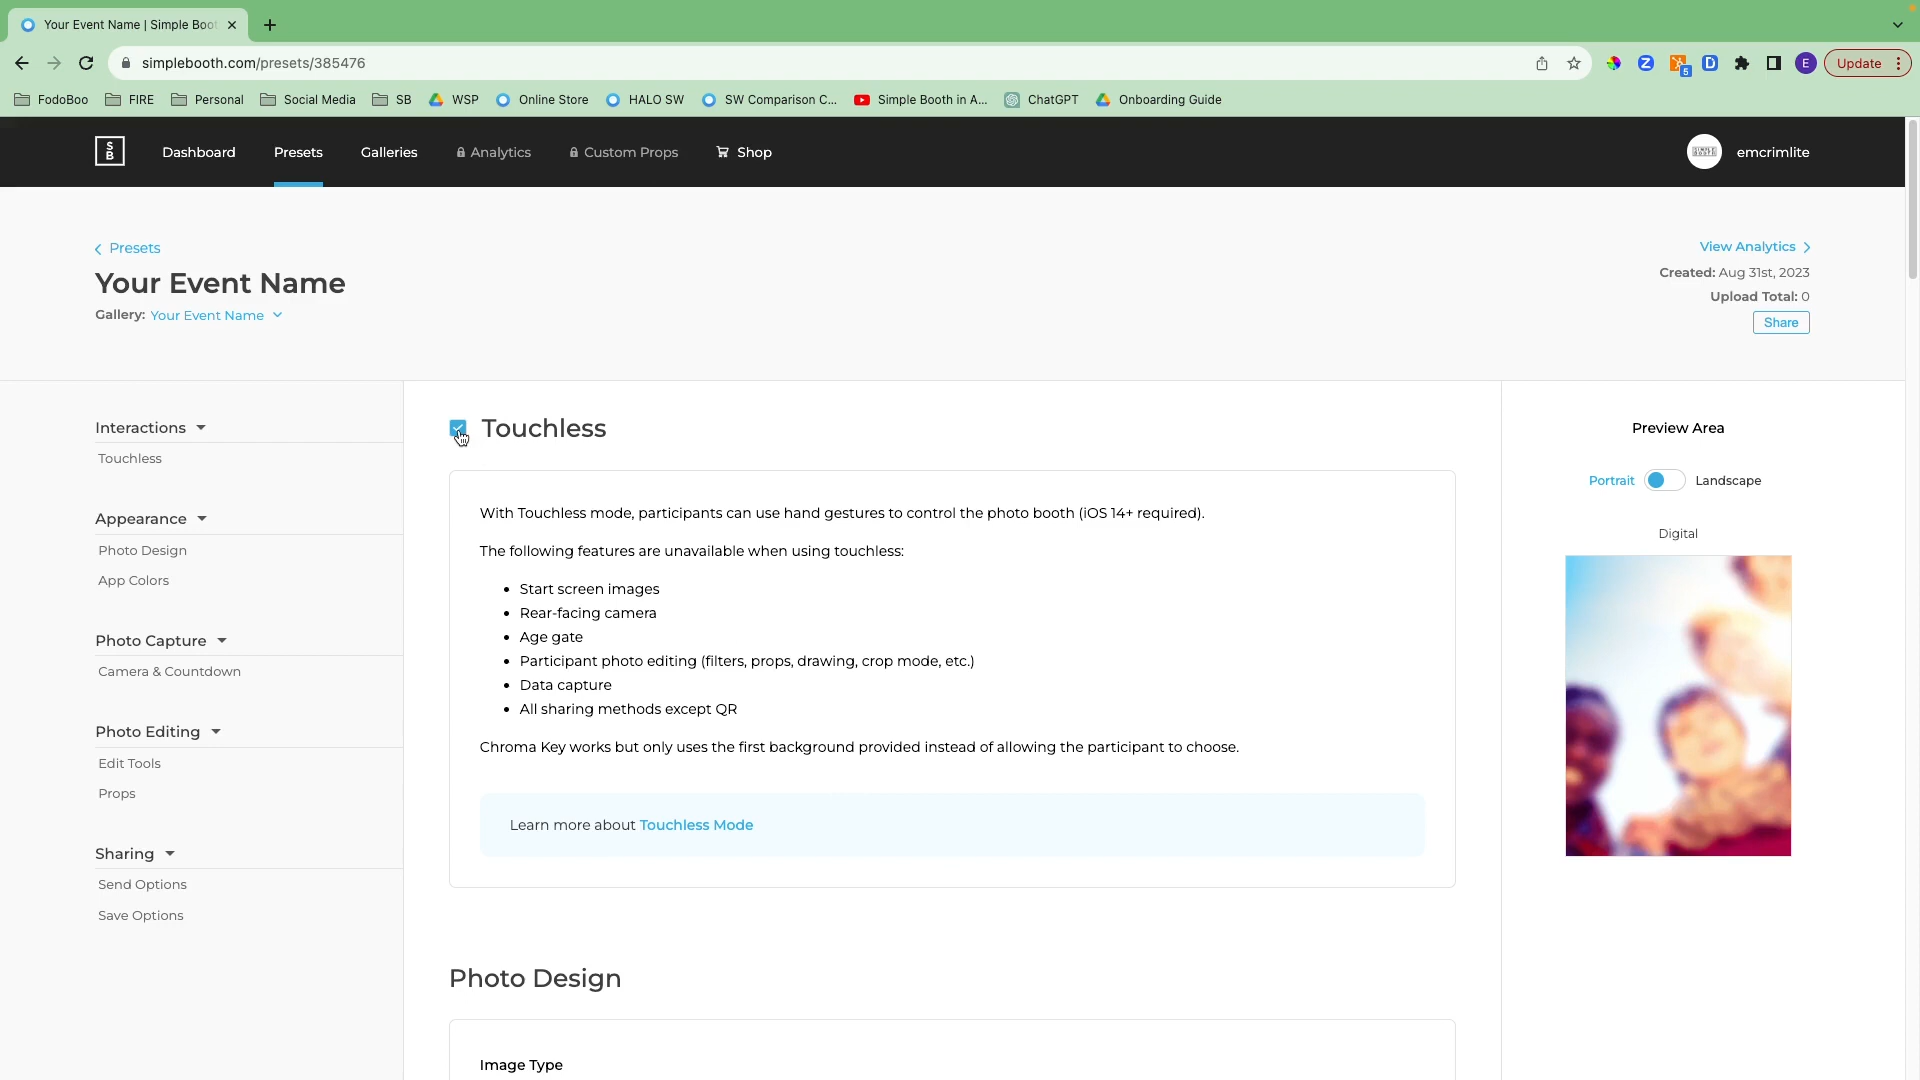 Your Event Name | Simple Boo
simplebooth.com/presets/385476
5
E
Update
FodoBoo
FIRE
Personal
Social Media
SB
WSP
Online Store
HALO SW
SW Comparison C...
Simple Booth in A...
ChatGPT
Onboarding Guide
S
B
Dashboard
Presets
Galleries
Analytics
Custom Props
Shop
emcrimlite
Presets
Your Event Name
Gallery: Your Event Name
View Analytics
Created: Aug 31st, 2023
Upload Total: 0
Share
Interactions
Touchless
Appearance
Photo Design
App Colors
Photo Capture
Camera & Countdown
Photo Editing
Edit Tools
Props
Sharing
Send Options
Save Options
Touchless
With Touchless mode, participants can use hand gestures to control the photo booth (iOS 14+ required).
The following features are unavailable when using touchless:
Start screen images
Rear-facing camera
Age gate
Participant photo editing (filters, props, drawing, crop mode, etc.)
Data capture
All sharing methods except QR
Chroma Key works but only uses the first background provided instead of allowing the participant to choose.
Learn more about Touchless Mode
Photo Design
Image Type
Preview Area
Portrait
Landscape
Digital